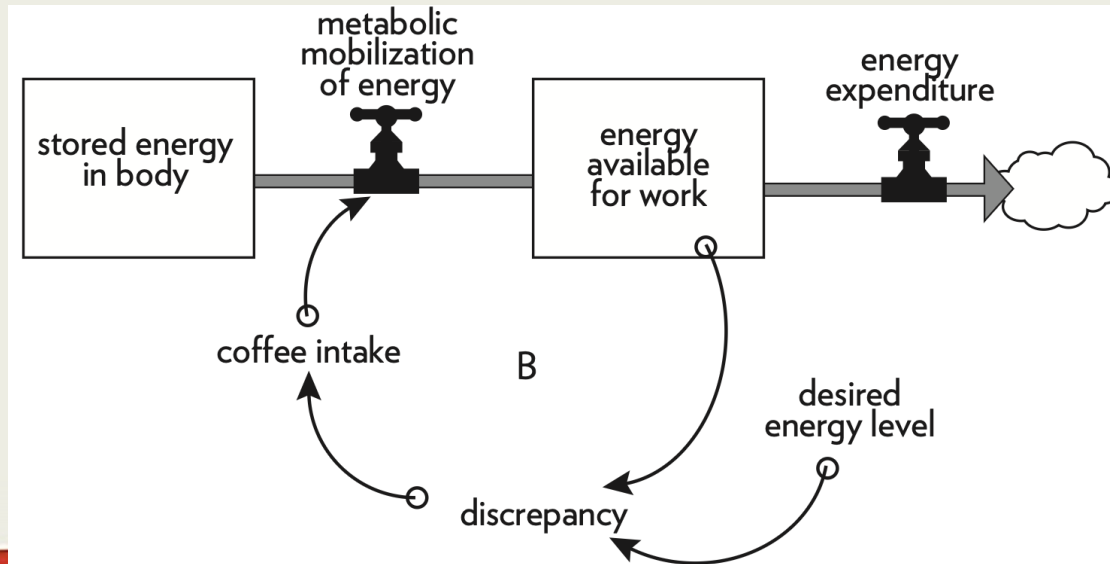 metabolic
mobilization
of energy
stored energy
in body
energy
available
for work
energy
expenditure
coffee intake
B
desired
energy level
discrepancy